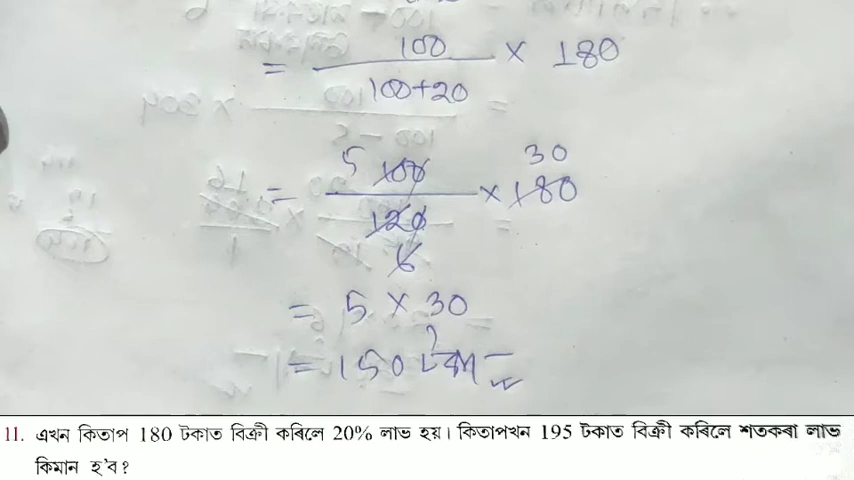 = 100 / 100+20 × 180
= 5 100 / 120 6 × 180 30
= 5 × 30
= 150 টকা
11. এখন কিতাপ 180 টকাত বিক্ৰী কৰিলে 20% লাভ হয়। কিতাপখন 195 টকাত বিক্ৰী কৰিলে শতকৰা লাভ
কিমান হ'ব?